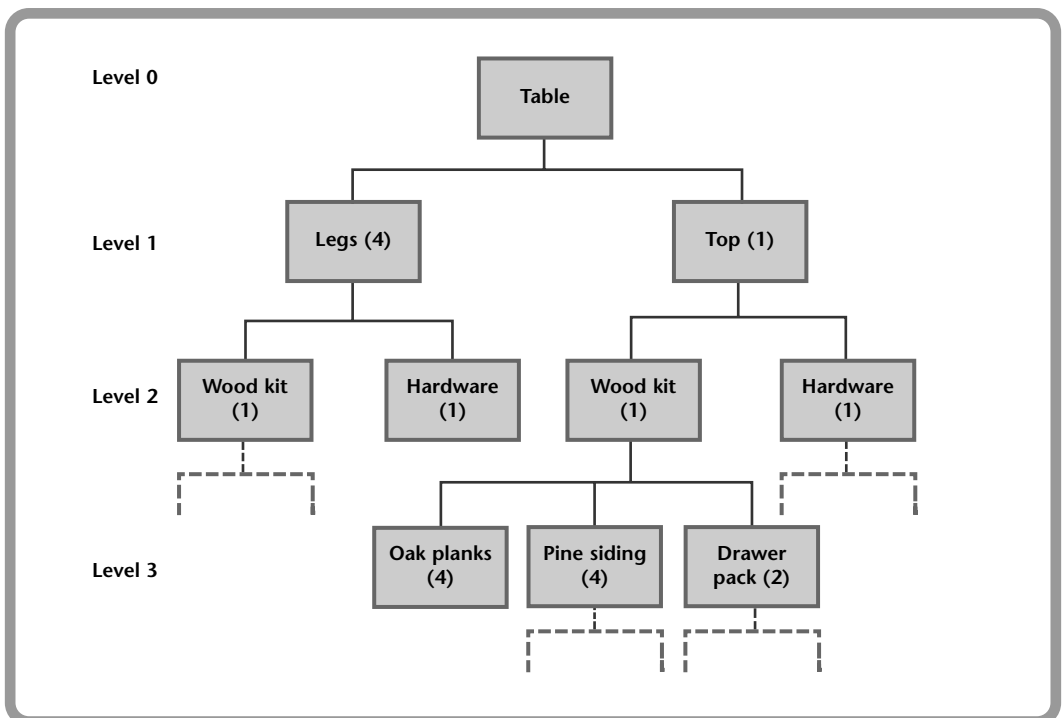 Level 0
Table
Level 1
Legs (4)
Top (1)
Level 2
Wood kit
(1)
Hardware
(1)
Wood kit
(1)
Hardware
(1)
Level 3
Oak planks
(4)
Pine siding
(4)
Drawer
pack (2)